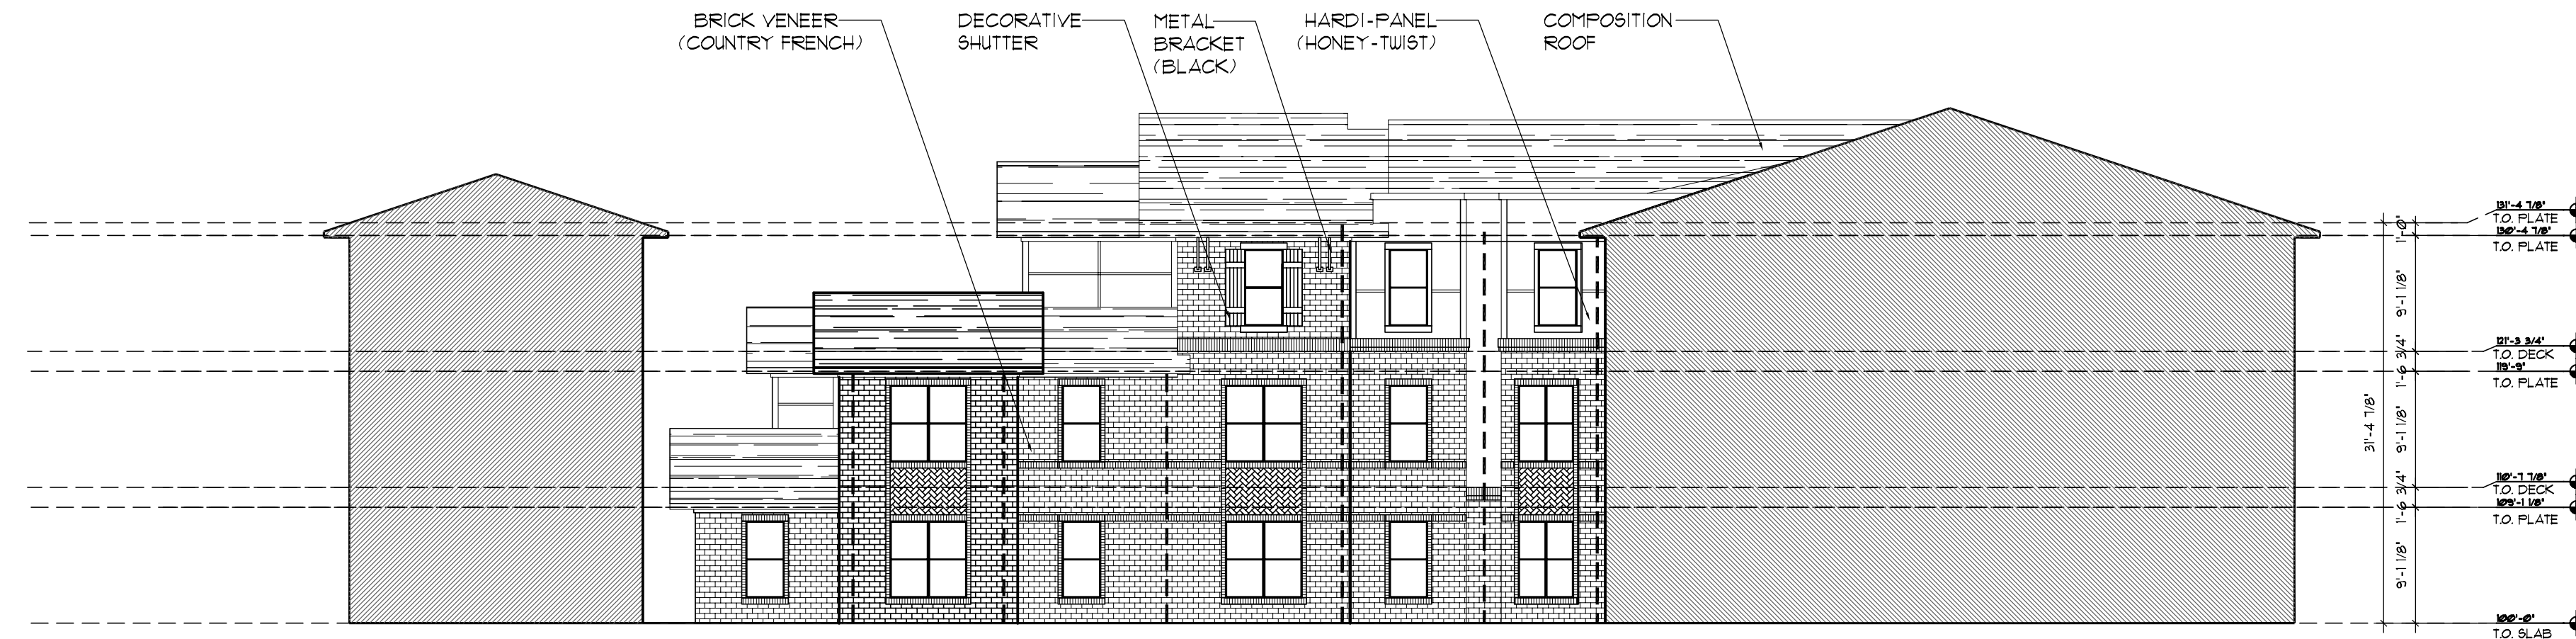 BRICK VENEER
(COUNTRY FRENCH)
DECORATIVE
SHUTTER
METAL
BRACKET
(BLACK)
HARDI-PANEL
(HONEY-TWIST)
COMPOSITION
ROOF
131'-4 7/8"
T.O. PLATE
130'-4 7/8"
T.O. PLATE
121'-3 3/4"
T.O. DECK
119'-9"
T.O. PLATE
110'-7 7/8"
T.O. DECK
109'-1 1/8"
T.O. PLATE
100'-0"
T.O. SLAB
1'-0"
9'-1 1/8"
1'-6 3/4"
9'-1 1/8"
1'-6 3/4"
9'-1 1/8"
31'-4 7/8"